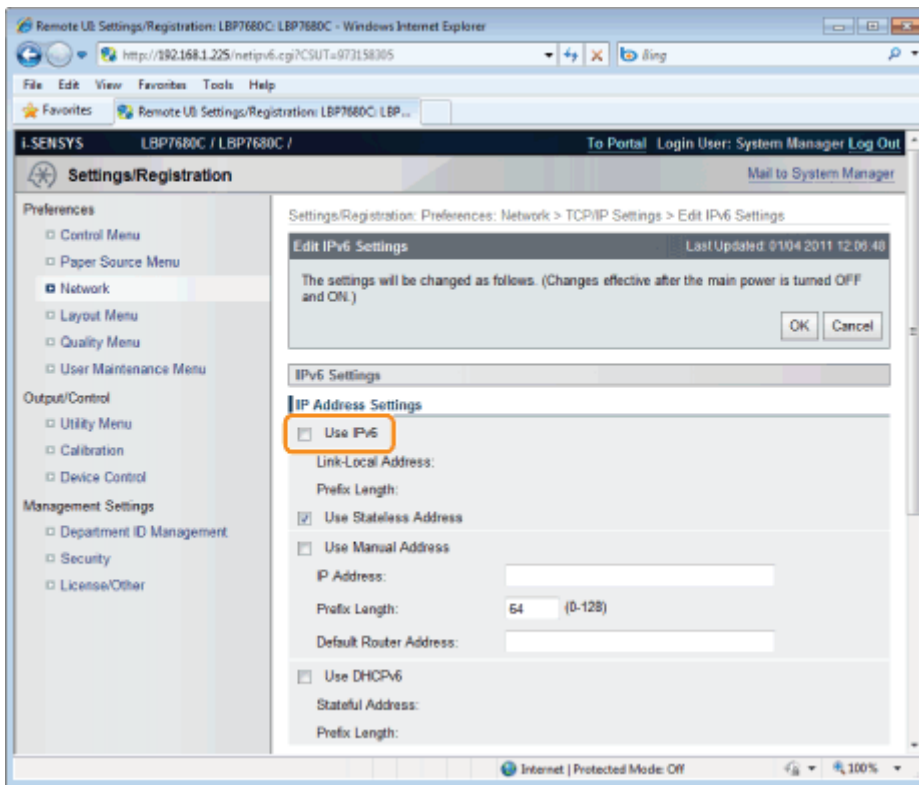 Remote UI: Settings/Registration: LBP7680C: LBP7680C - Windows Internet Explorer
http://192.168.1.225/netipv6.cgi?CSUT=973158305
Bing
File Edit View Favorites Tools Help
Favorites Remote UI: Settings/Registration: LBP7680C: LBP...
i-SENSYS LBP7680C / LBP7680C / To Portal Login User: System Manager Log Out
Settings/Registration Mail to System Manager
Preferences
Control Menu
Paper Source Menu
Network
Layout Menu
Quality Menu
User Maintenance Menu
Output/Control
Utility Menu
Calibration
Device Control
Management Settings
Department ID Management
Security
License/Other
Settings/Registration: Preferences: Network > TCP/IP Settings > Edit IPv6 Settings
Edit IPv6 Settings Last Updated: 01/04 2011 12:06:48
The settings will be changed as follows. (Changes effective after the main power is turned OFF
and ON.)
OK Cancel
IPv6 Settings
IP Address Settings
Use IPv6
Link-Local Address:
Prefix Length:
Use Stateless Address
Use Manual Address
IP Address:
Prefix Length: 64 (0-128)
Default Router Address:
Use DHCPv6
Stateful Address:
Prefix Length:
Internet | Protected Mode: Off 100%